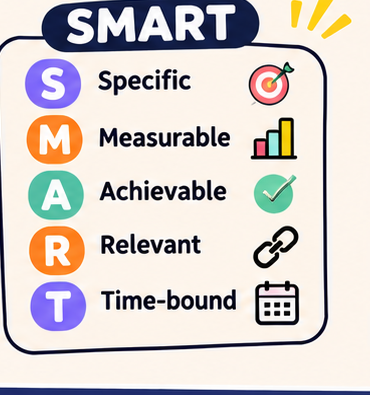 SMART
S Specific
M Measurable
A Achievable
R Relevant
T Time-bound